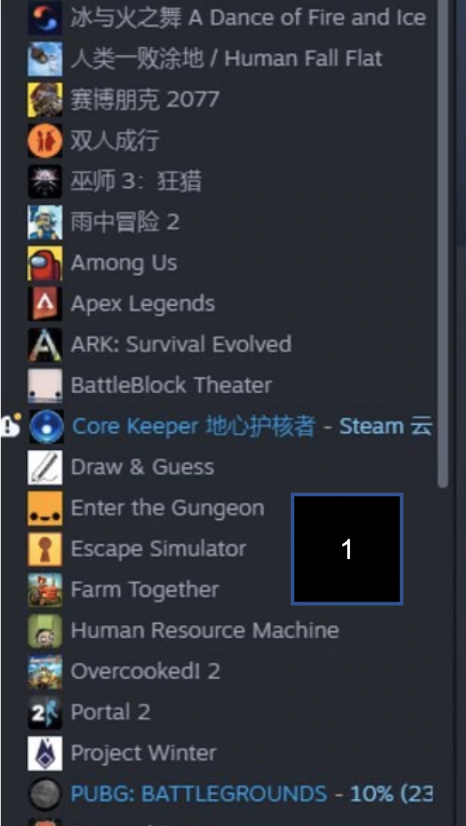 冰与火之舞 A Dance of Fire and Ice
人类一败涂地 / Human Fall Flat
赛博朋克 2077
双人成行
巫师 3：狂猎
雨中冒险 2
Among Us
Apex Legends
ARK: Survival Evolved
BattleBlock Theater
Core Keeper 地心护核者 - Steam 云
Draw & Guess
Enter the Gungeon
Escape Simulator
1
Farm Together
Human Resource Machine
Overcooked! 2
Portal 2
Project Winter
PUBG: BATTLEGROUNDS - 10% (23